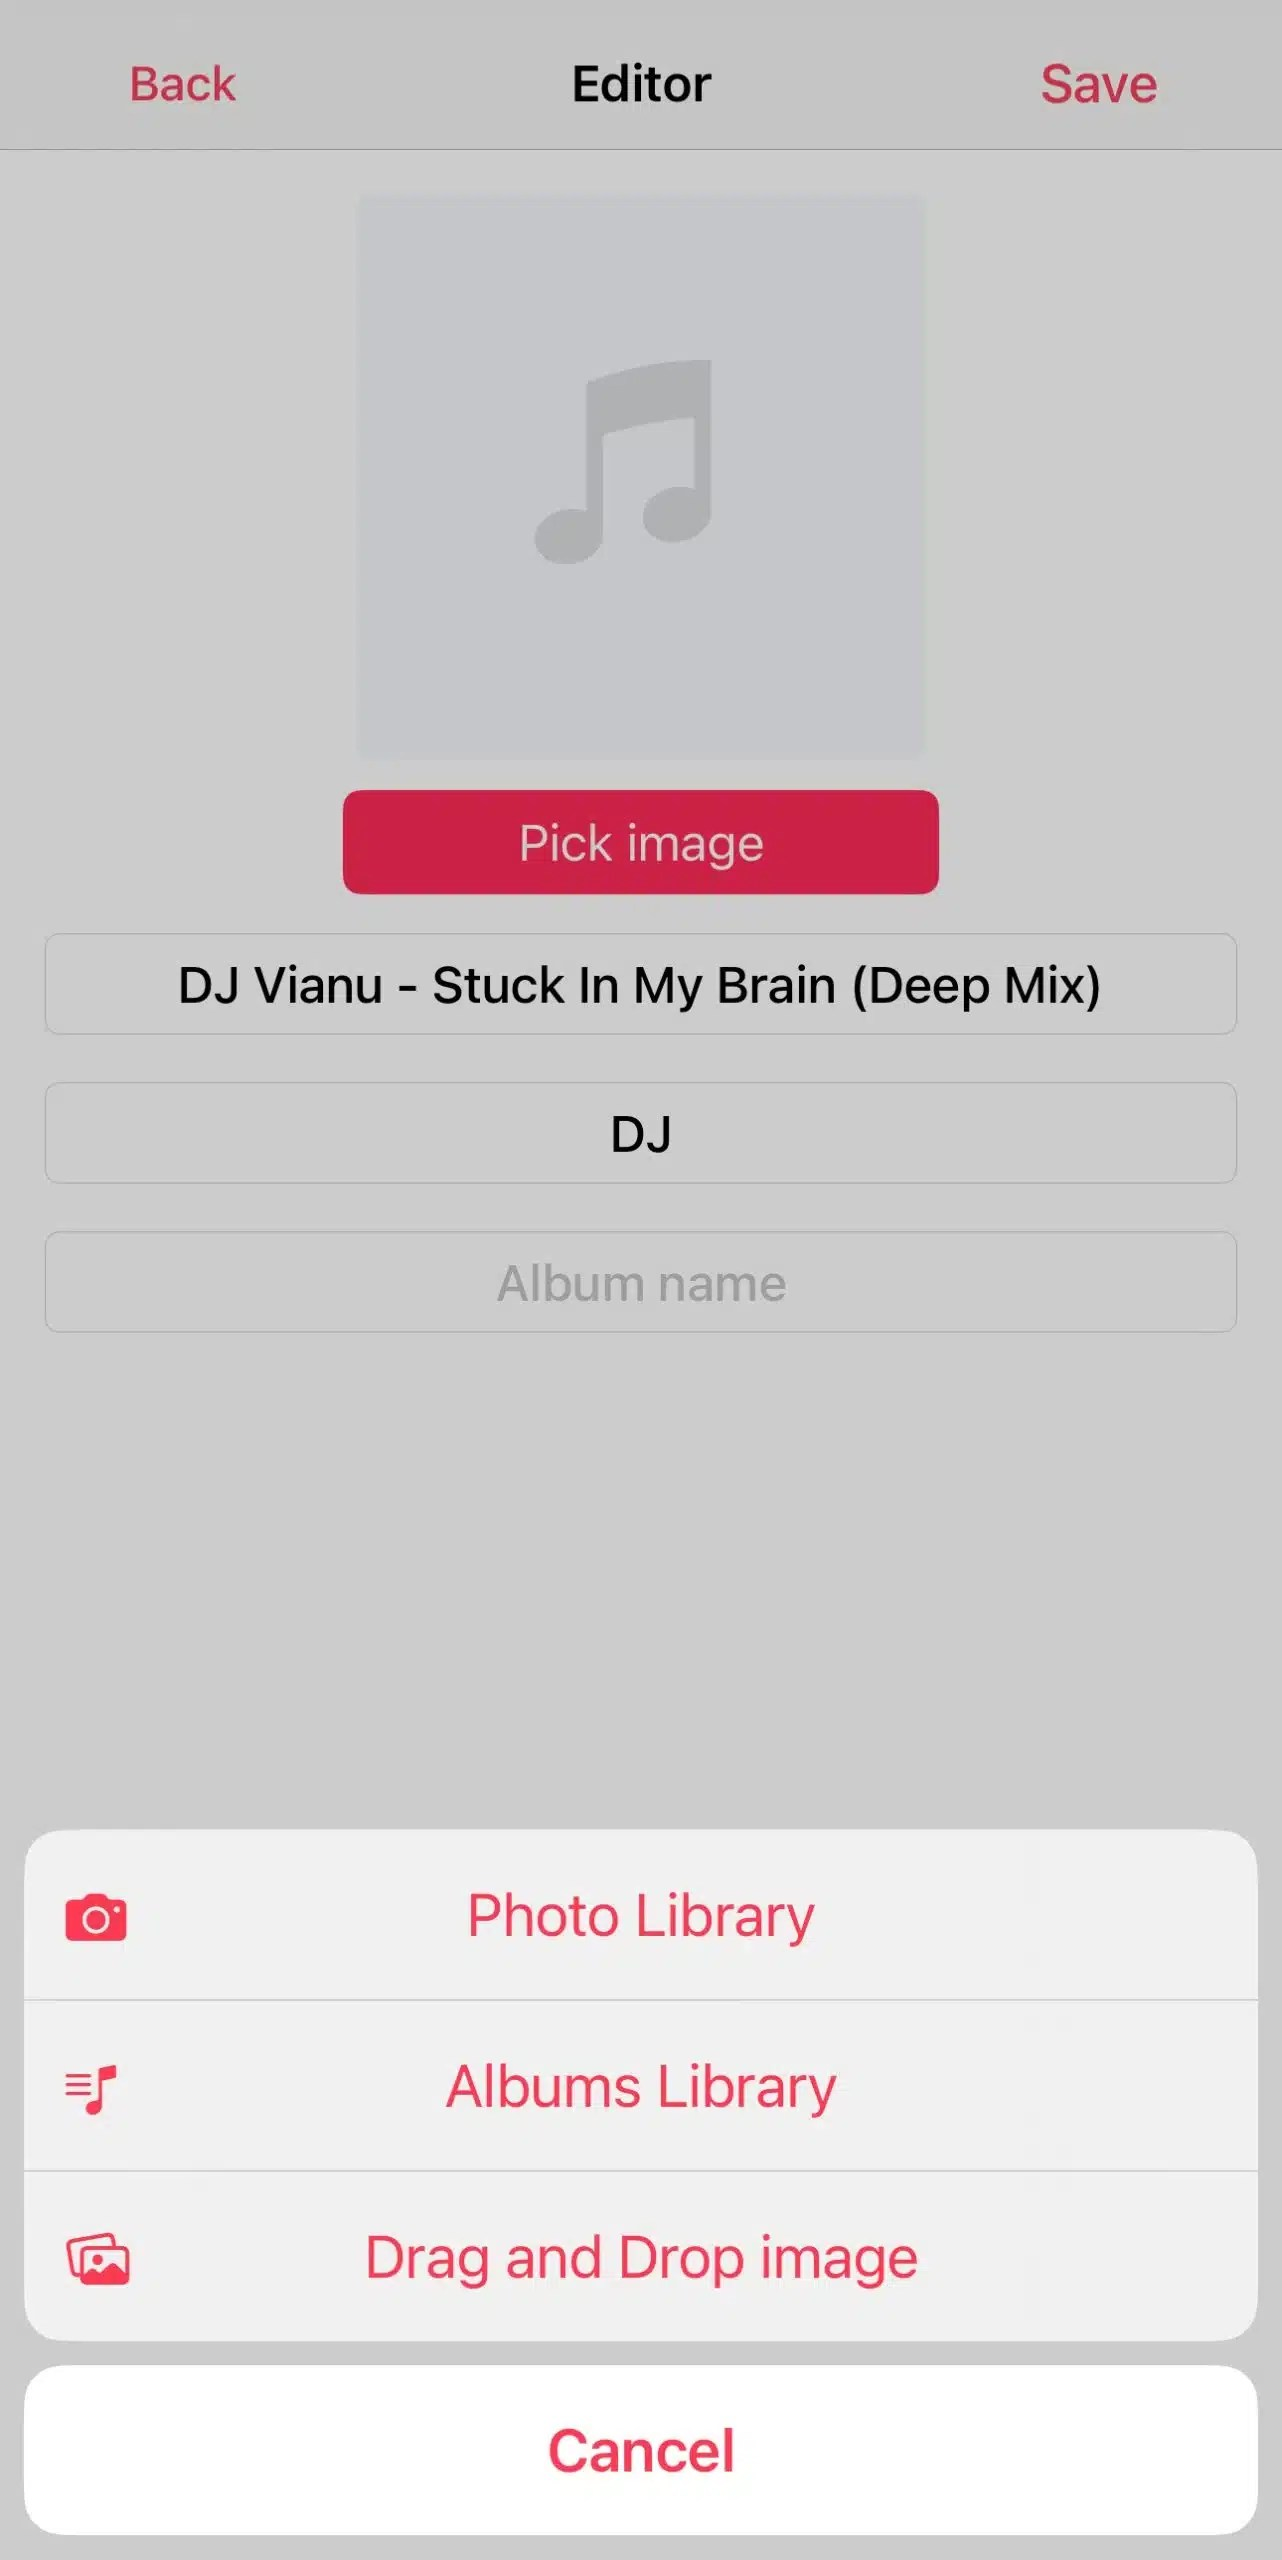 Back
Editor
Save
Pick image
DJ Vianu - Stuck In My Brain (Deep Mix)
DJ
Album name
Photo Library
Albums Library
Drag and Drop image
Cancel